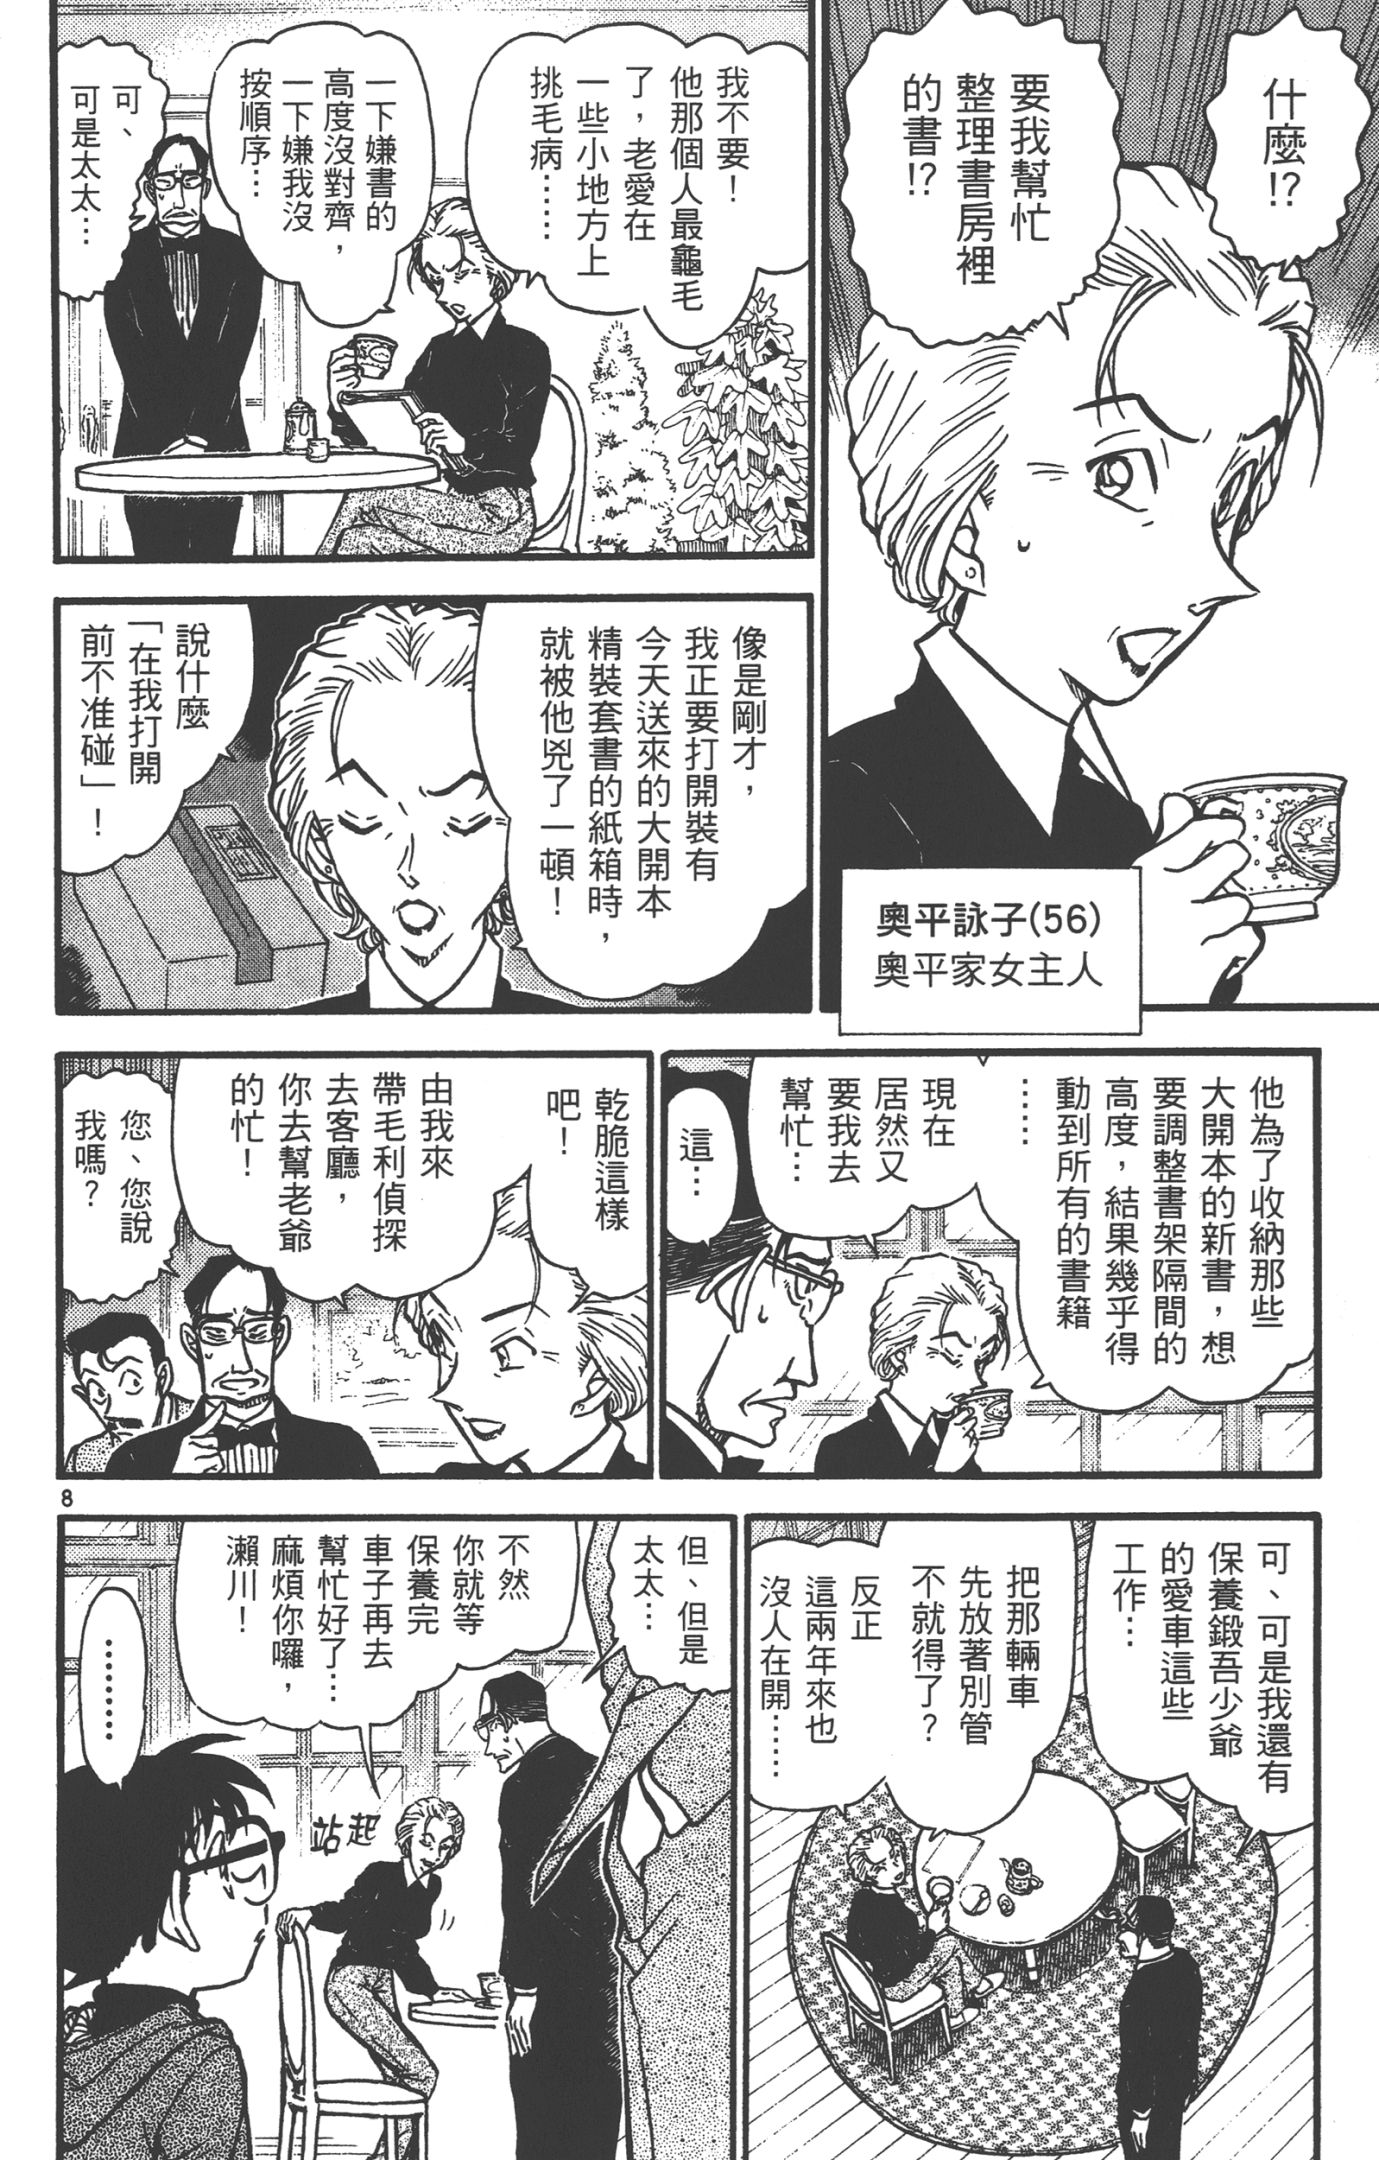 什麼!?
要我幫忙
整理書房裡
的書!?
奧平詠子(56)
奧平家女主人
我不要！
他那個人最龜毛
了，老愛在
一些小地方上
挑毛病……
一下嫌書的
高度沒對齊，
一下嫌我沒
按順序…
可、
可是太太…
像是剛才，
我正要打開裝有
今天送來的大開本
精裝套書的紙箱時，
就被他兇了一頓！
說什麼
「在我打開
前不准碰」！
他為了收納那些
大開本的新書，想
要調整書架隔間的
高度，結果幾乎得
動到所有的書籍
……
現在
居然又
要我去
幫忙…
這…
乾脆這樣
吧！
由我來
帶毛利偵探
去客廳，
你去幫老爺
的忙！
您、您說
我嗎？
可、可是我還有
保養鍛吾少爺
的愛車這些
工作…
把那輛車
先放著別管
不就得了？
反正
這兩年來也
沒人在開……
但、但是
太太…
不然
你就等
保養完
車子再去
幫忙好了…
麻煩你囉，
瀨川！
站起
………
8